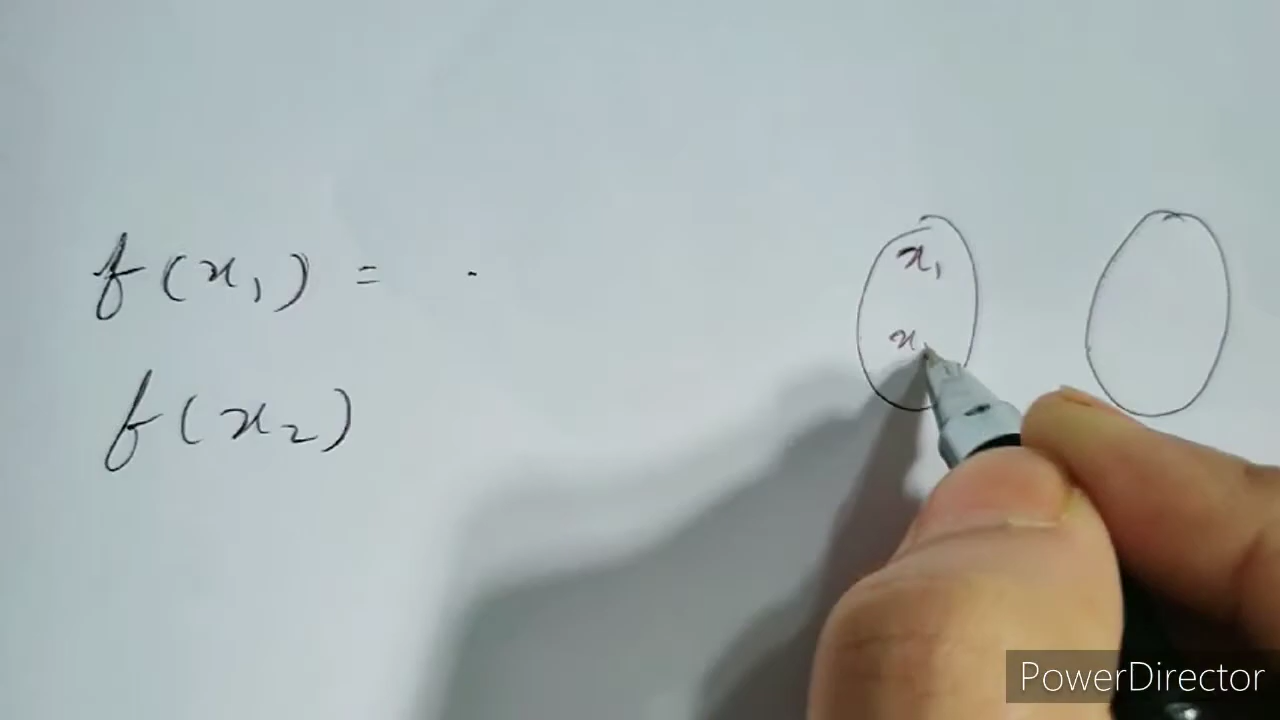 f(x₁) = .
f(x₂)
x₁
x
PowerDirector